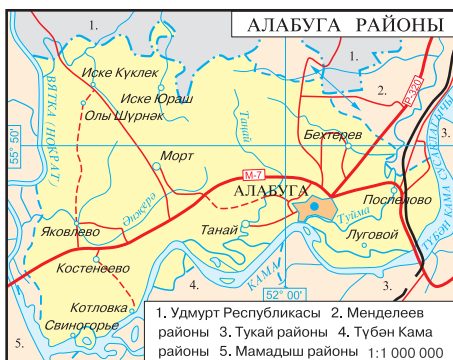 АЛАБУГА РАЙОНЫ
1.
1.
2.
Р-320
Иске Куклек
Иске Юраш
Олы Шүрнәк
ВЯТКА (НОКРАТ)
Танай
Бехтерев
55° 50'
Морт
М-7
АЛАБУГА
Әнҗерә
Поспелово
Туйма
Яковлево
Танай
Луговой
Костенеево
КАМА
4.
3.
3.
52° 00'
Котловка
Свиногорье
5.
ТҮБӘН КАМА СУСАКЛАГЫЧЫ
1. Удмурт Республикасы 2. Менделеев
районы 3. Тукай районы 4. Түбән Кама
районы 5. Мамадыш районы 1:1 000 000